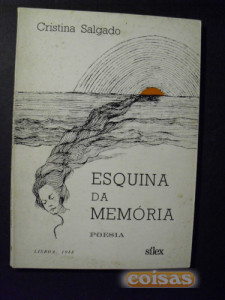 Cristina Salgado
ESQUINA
DA
MEMÓRIA
POESIA
sílex
coisas